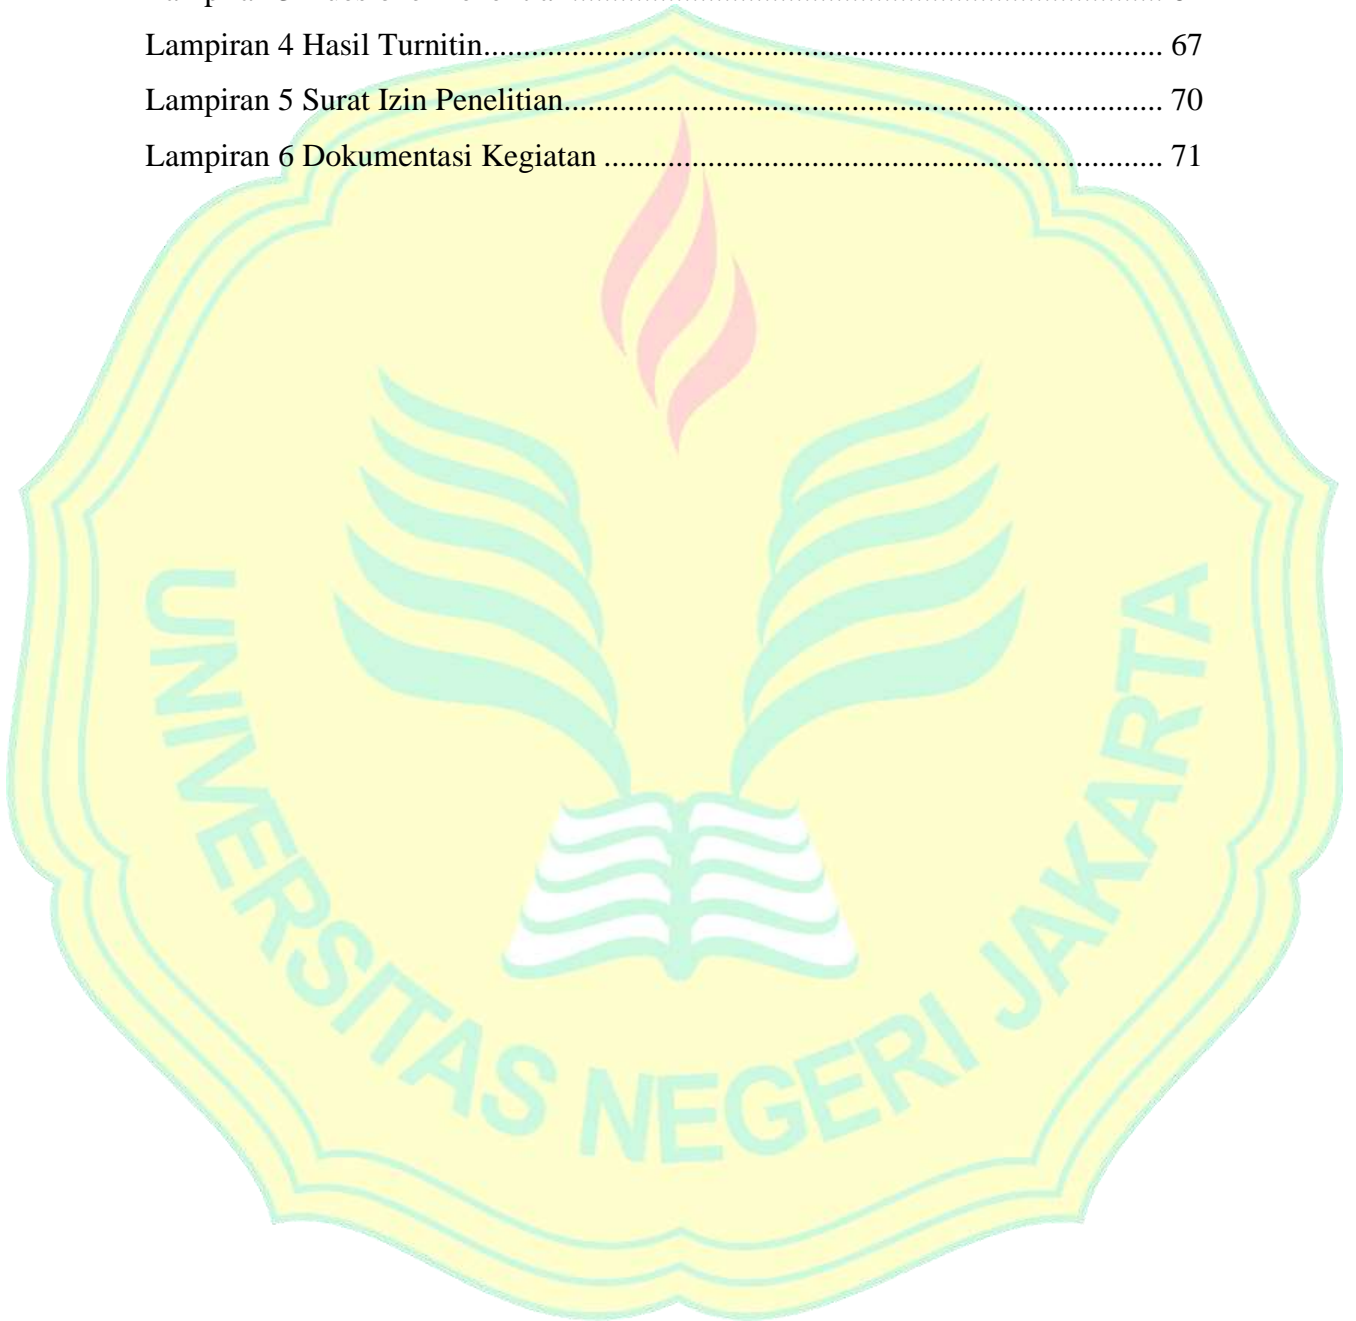 Lampiran 4 Hasil Turnitin.................................................................................... 67
Lampiran 5 Surat Izin Penelitian.......................................................................... 70
Lampiran 6 Dokumentasi Kegiatan ..................................................................... 71
UNIVERSITAS NEGERI JAKARTA